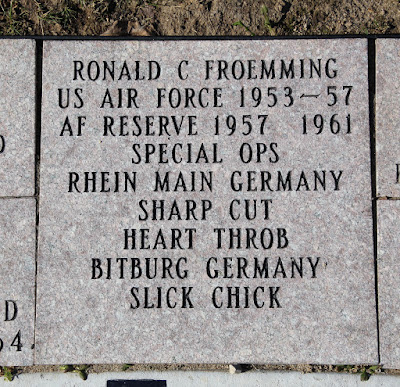 RONALD C FROEMMING
US AIR FORCE 1953-57
AF RESERVE 1957 1961
SPECIAL OPS
RHEIN MAIN GERMANY
SHARP CUT
HEART THROB
BITBURG GERMANY
SLICK CHICK